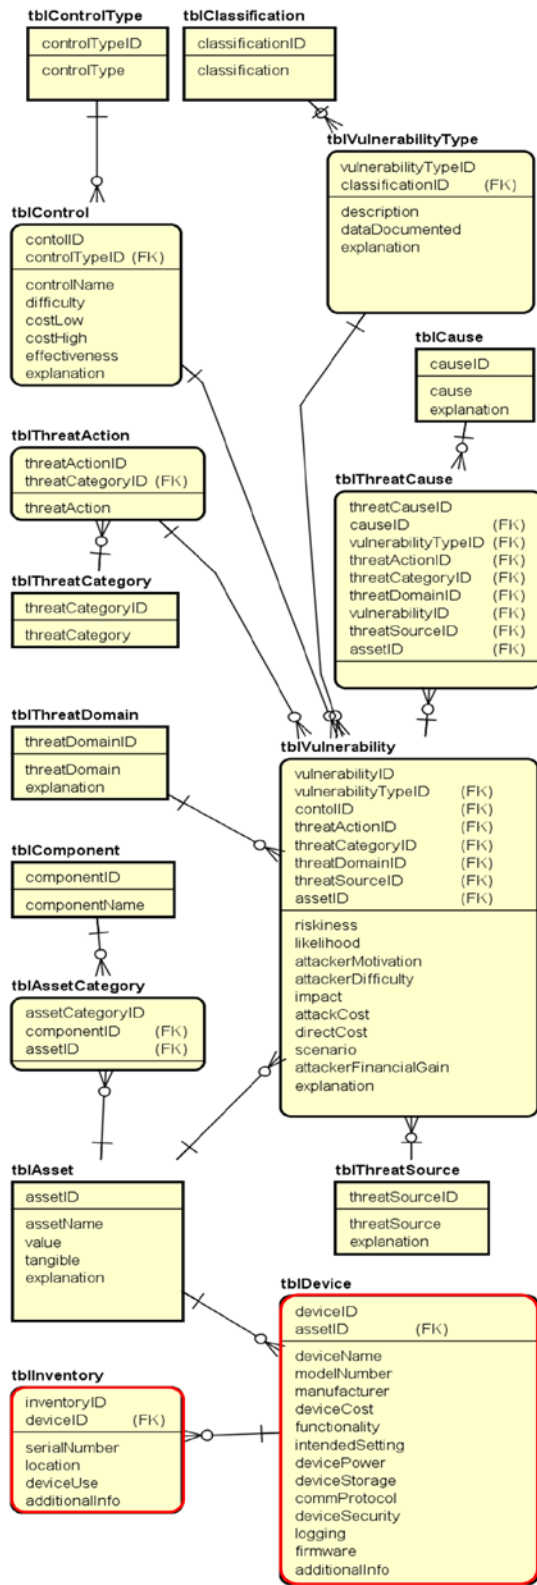 tblControlType
controlTypeID
controlType
tblClassification
classificationID
classification
tblVulnerabilityType
vulnerabilityTypeID
classificationID (FK)
description
dataDocumented
explanation
tblControl
contolID
controlTypeID (FK)
controlName
difficulty
costLow
costHigh
effectiveness
explanation
tblCause
causeID
cause
explanation
tblThreatAction
threatActionID
threatCategoryID (FK)
threatAction
tblThreatCause
threatCauseID
causeID (FK)
vulnerabilityTypeID (FK)
threatActionID (FK)
threatCategoryID (FK)
threatDomainID (FK)
vulnerabilityID (FK)
threatSourceID (FK)
assetID (FK)
tblThreatCategory
threatCategoryID
threatCategory
tblThreatDomain
threatDomainID
threatDomain
explanation
tblVulnerability
vulnerabilityID
vulnerabilityTypeID (FK)
contolID (FK)
threatActionID (FK)
threatCategoryID (FK)
threatDomainID (FK)
threatSourceID (FK)
assetID (FK)
riskiness
likelihood
attackerMotivation
attackerDifficulty
impact
attackCost
directCost
scenario
attackerFinancialGain
explanation
tblComponent
componentID
componentName
tblAssetCategory
assetCategoryID
componentID (FK)
assetID (FK)
tblAsset
assetID
assetName
value
tangible
explanation
tblThreatSource
threatSourceID
threatSource
explanation
tblDevice
deviceID
assetID (FK)
deviceName
modelNumber
manufacturer
deviceCost
functionality
intendedSetting
devicePower
deviceStorage
commProtocol
deviceSecurity
logging
firmware
additionalInfo
tblInventory
inventoryID
deviceID (FK)
serialNumber
location
deviceUse
additionalInfo